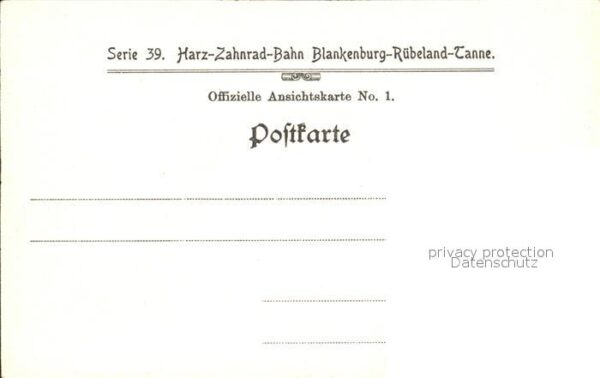 Serie 39. Harz-Zahnrad-Bahn Blankenburg-Rübeland-Tanne.
Offizielle Ansichtskarte No. 1.
Poſtkarte
privacy protection
Datenschutz